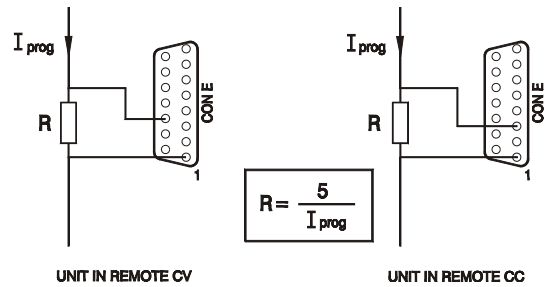 I prog
I prog
CON E
CON E
R
R
1
1
R = 5 / I prog
UNIT IN REMOTE CV
UNIT IN REMOTE CC